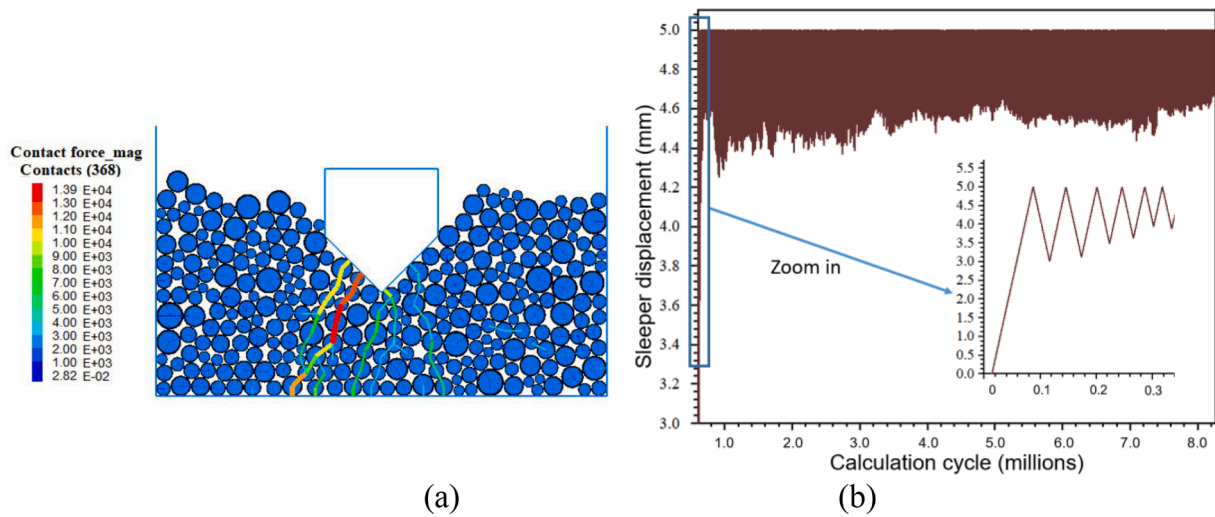 Contact force_mag
Contacts (368)
1.39 E+04
1.30 E+04
1.20 E+04
1.10 E+04
1.00 E+04
9.00 E+03
8.00 E+03
7.00 E+03
6.00 E+03
5.00 E+03
4.00 E+03
3.00 E+03
2.00 E+03
1.00 E+03
2.82 E-02
(a)
Sleeper displacement (mm)
5.0
4.8
4.6
4.4
4.2
4.0
3.8
3.6
3.4
3.2
3.0
1.0 2.0 3.0 4.0 5.0 6.0 7.0 8.0
Calculation cycle (millions)
Zoom in
5.5
5.0
4.5
4.0
3.5
3.0
2.5
2.0
1.5
1.0
0.5
0.0
0 0.1 0.2 0.3
(b)